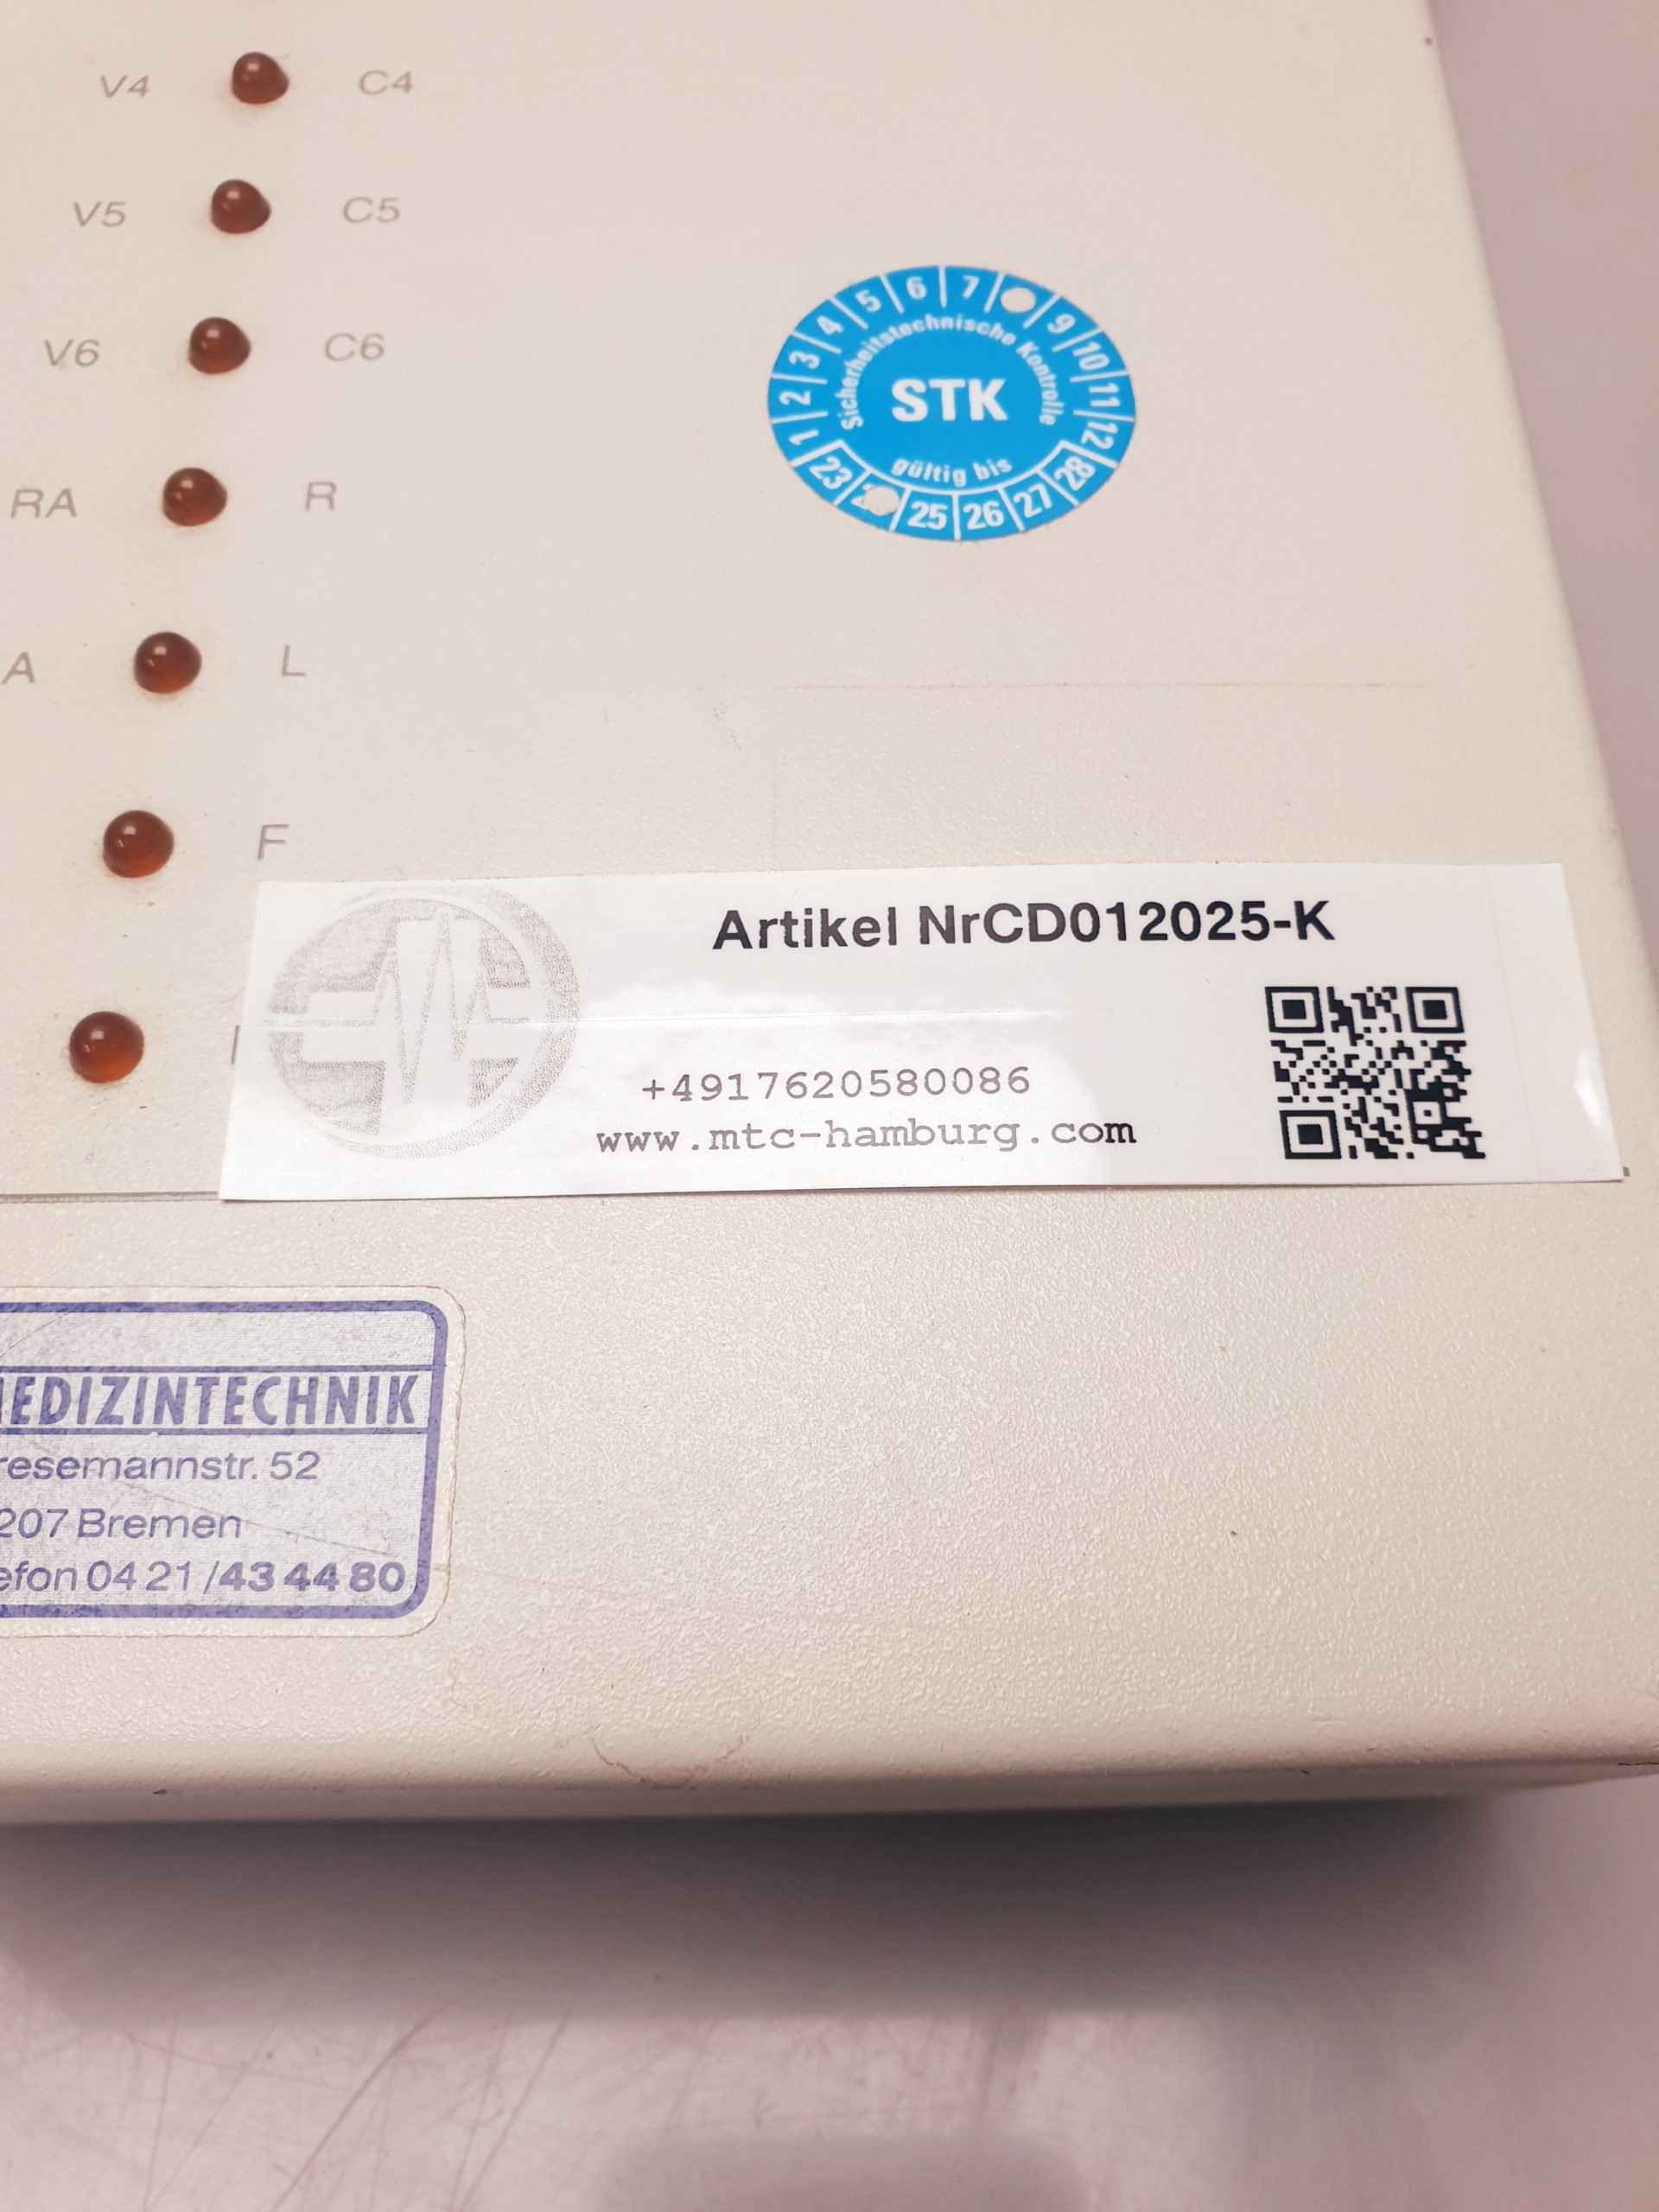 V4 C4
V5 C5
V6 C6
RA R
A L
F
1 2 3 4 5 6 7 9 10 11 12
Sicherheitstechnische Kontrolle
STK
gültig bis
23 25 26 27 28
Artikel NrCD012025-K
+4917620580086
www.mtc-hamburg.com
MEDIZINTECHNIK
resemannstr. 52
207 Bremen
efon 04 21 /43 44 80